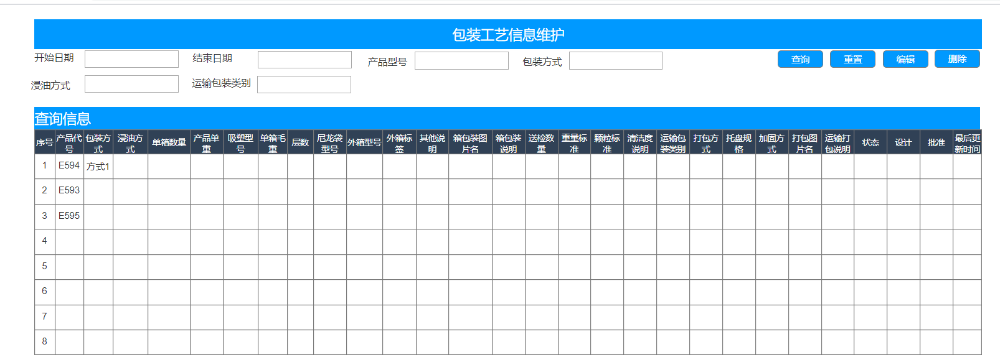 包装工艺信息维护
开始日期 结束日期 产品型号 包装方式 查询 重置 编辑 删除
浸油方式 运输包装类别
查询信息
序号 产品代号 包装方式 浸油方式 单箱数量 产品单重 吸塑型号 单箱毛重 层数 尼龙袋型号 外箱型号 外箱标签 其他说明 箱包装图片名 箱包装说明 送检数量 重量标准 颗粒标准 清洁度说明 运输包装类别 打包方式 托盘规格 加固方式 打包图片名 运输打包说明 状态 设计 批准 最后更新时间
1 E594 方式1
2 E593
3 E595
4
5
6
7
8